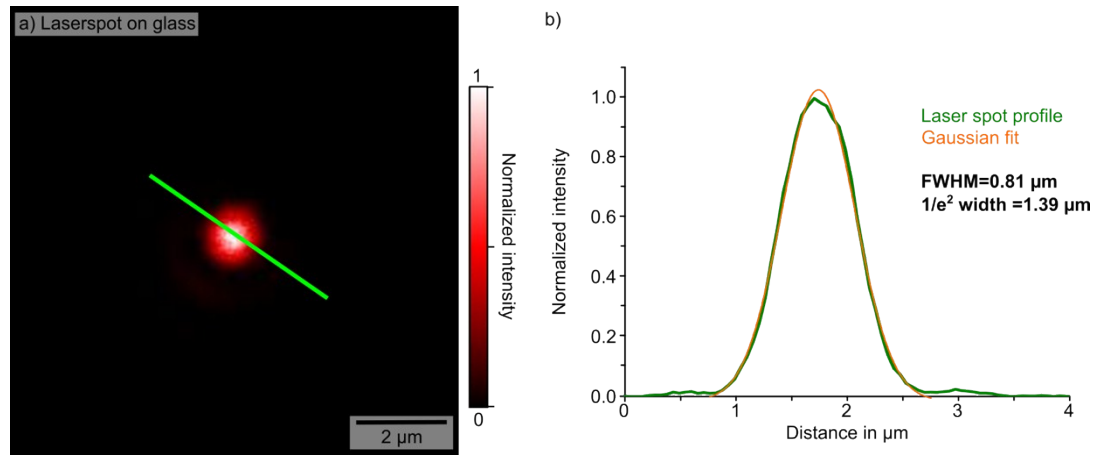 a) Laserspot on glass
1
Normalized intensity
0
2 µm
b)
Normalized intensity
1.0
0.8
0.6
0.4
0.2
0.0
0 1 2 3 4
Distance in µm
Laser spot profile
Gaussian fit
FWHM=0.81 µm
1/e² width =1.39 µm